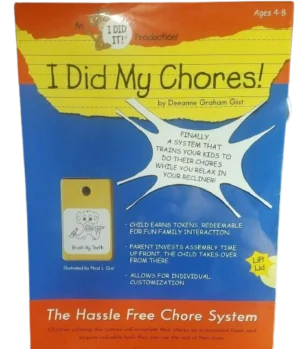 Ages 4-8
An I DID IT! Production!
I Did My Chores!
by Deeanne Graham Gist
FINALLY
A SYSTEM THAT
TRAINS YOUR KIDS TO
DO THEIR CHORES
WHILE YOU RELAX IN
YOUR RECLINER!
Brush My Teeth
Illustrated by Noal L. Gist
• CHILD EARNS TOKENS, REDEEMABLE
FOR FUN FAMILY INTERACTION.
• PARENT INVESTS ASSEMBLY TIME
UP FRONT, THE CHILD TAKES OVER
FROM THERE
• ALLOWS FOR INDIVIDUAL
CUSTOMIZATION
Lift
Lid
The Hassle Free Chore System